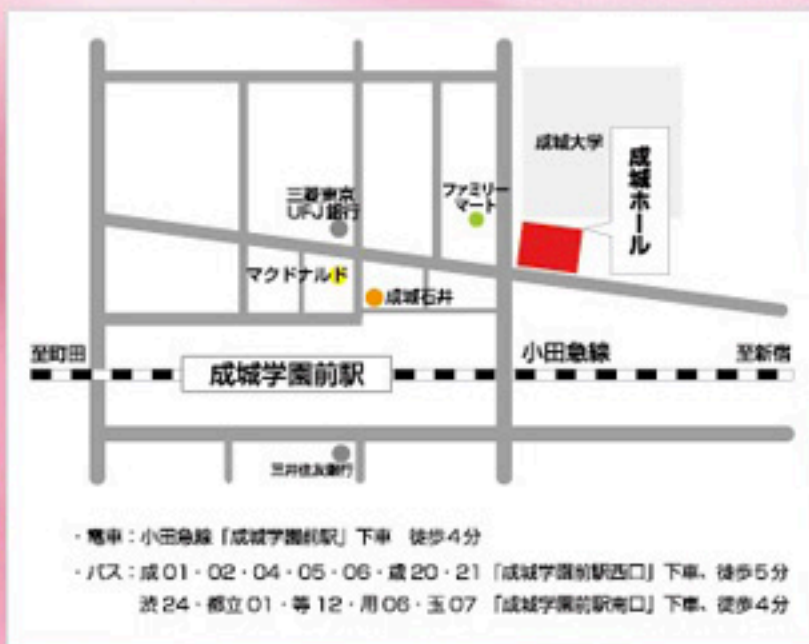 成城大学
成城ホール
三菱東京
UFJ銀行
ファミリー
マート
マクドナルド
成城石井
至町田
成城学園前駅
小田急線
至新宿
三井住友銀行
・電車：小田急線「成城学園前駅」下車　徒歩4分
・バス：成01・02・04・05・06・歳20・21「成城学園前駅西口」下車、徒歩5分
渋24・都立01・等12・用06・玉07「成城学園前駅南口」下車、徒歩4分